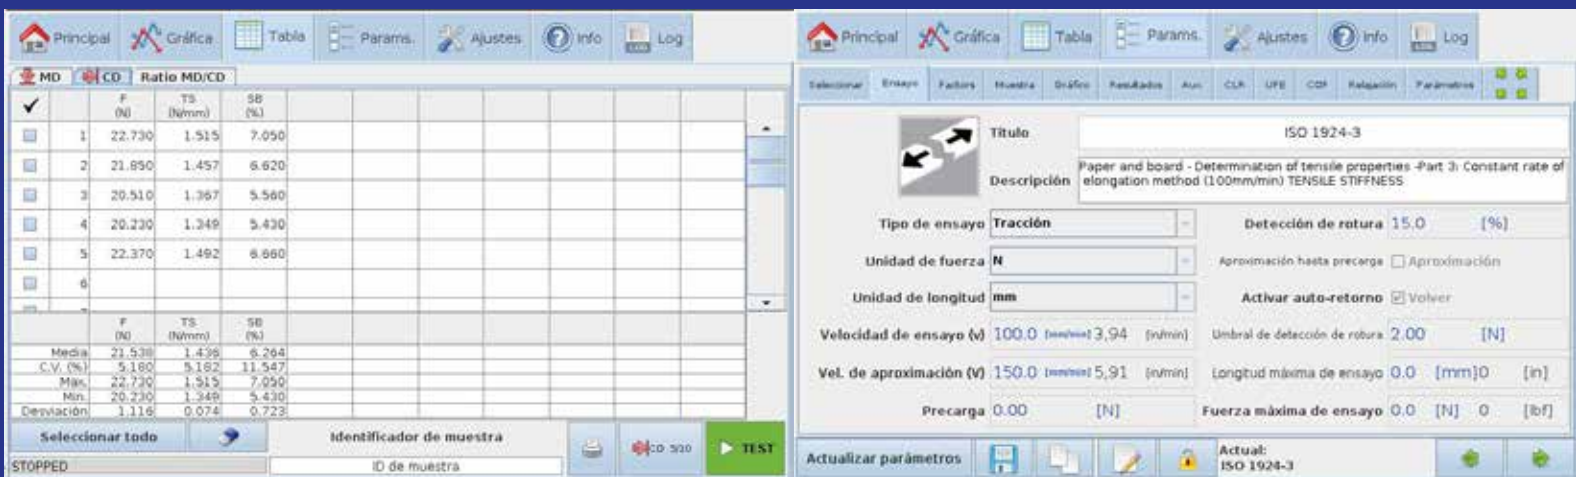 Principal Gráfica Tabla Params. Ajustes Info Log
MD CD Ratio MD/CD
F (N) TS (N/mm) SB (%)
1 22.730 1.515 7.050
2 21.850 1.457 6.620
3 20.510 1.367 5.560
4 20.230 1.349 5.430
5 22.370 1.492 6.660
6
F (N) TS (N/mm) SB (%)
Media 21.538 1.436 6.264
C.V. (%) 5.180 5.182 11.547
Máx. 22.730 1.515 7.050
Min. 20.230 1.349 5.430
Desviación 1.116 0.074 0.723
Seleccionar todo Identificador de muestra CD 5/10 TEST
STOPPED ID de muestra
Principal Gráfica Tabla Params. Ajustes Info Log
Seleccionar Ensayo Factors Muestra Gráfico Resultados Aux. CLR UFE COF Relajación Parámetros
Título ISO 1924-3
Descripción Paper and board - Determination of tensile properties -Part 3: Constant rate of
elongation method (100mm/min) TENSILE STIFFNESS
Tipo de ensayo Tracción Detección de rotura 15.0 [%]
Unidad de fuerza N Aproximación hasta precarga Aproximación
Unidad de longitud mm Activar auto-retorno Volver
Velocidad de ensayo (v) 100.0 [mm/min] 3,94 [in/min] Umbral de detección de rotura 2.00 [N]
Vel. de aproximación (V) 150.0 [mm/min] 5,91 [in/min] Longitud máxima de ensayo 0.0 [mm] 0 [in]
Precarga 0.00 [N] Fuerza máxima de ensayo 0.0 [N] 0 [lbf]
Actualizar parámetros Actual:
ISO 1924-3